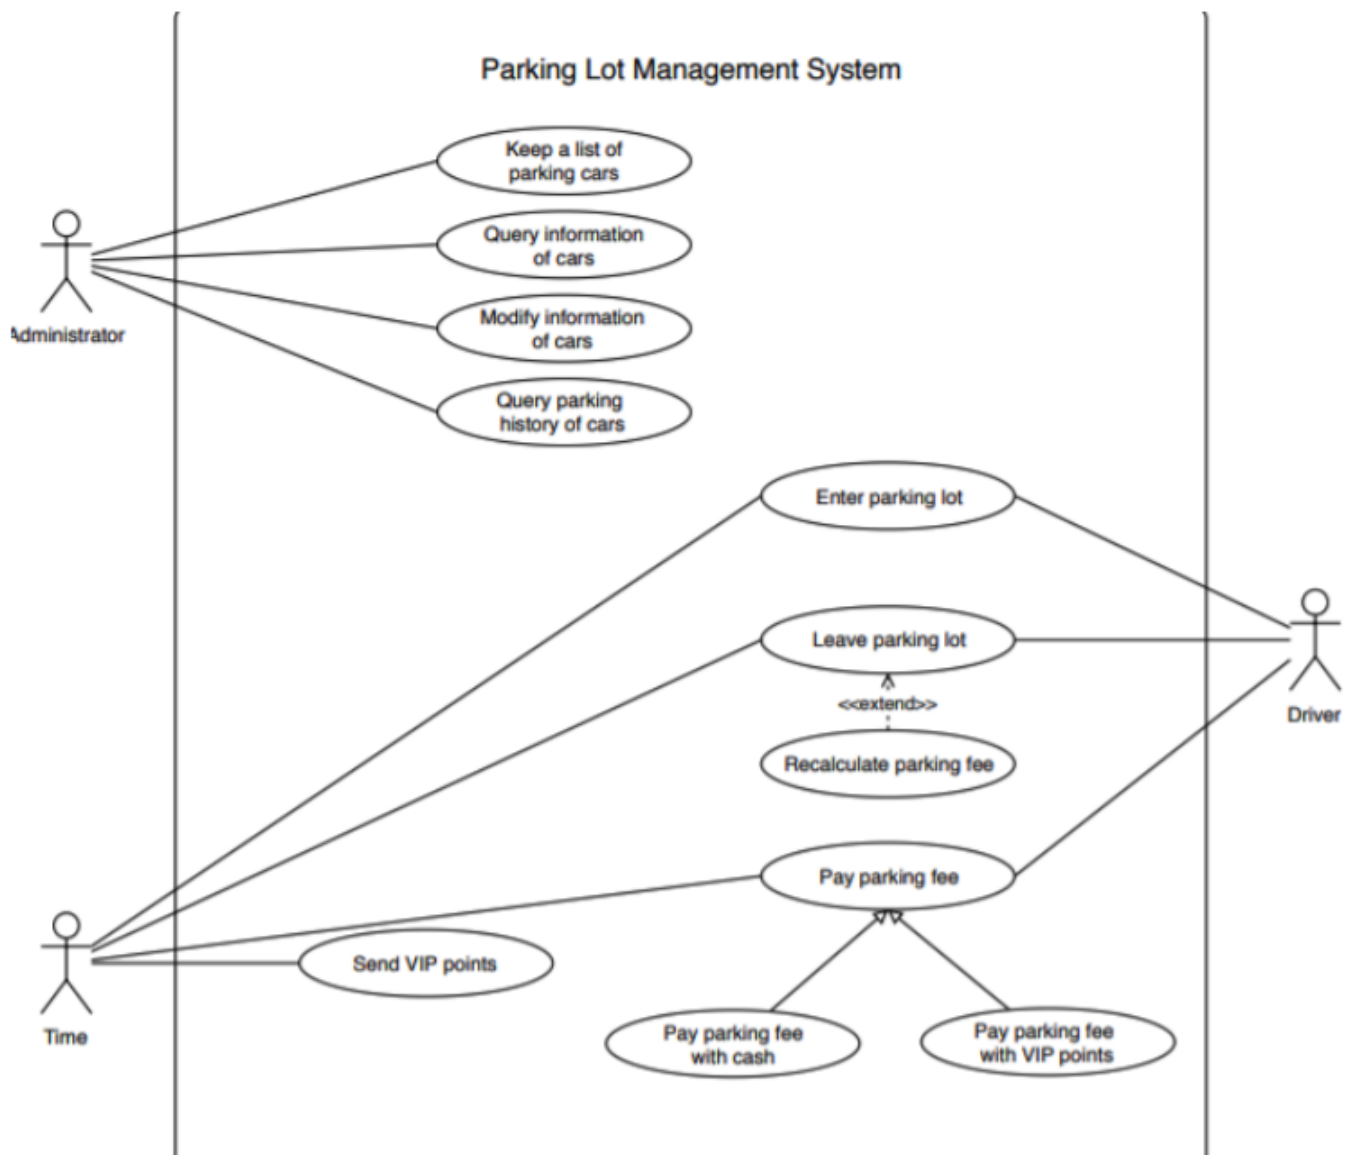 Parking Lot Management System
Keep a list of
parking cars
Query information
of cars
Modify information
of cars
Administrator
Query parking
history of cars
Enter parking lot
Leave parking lot
<<extend>>
Driver
Recalculate parking fee
Pay parking fee
Send VIP points
Time
Pay parking fee
with cash
Pay parking fee
with VIP points